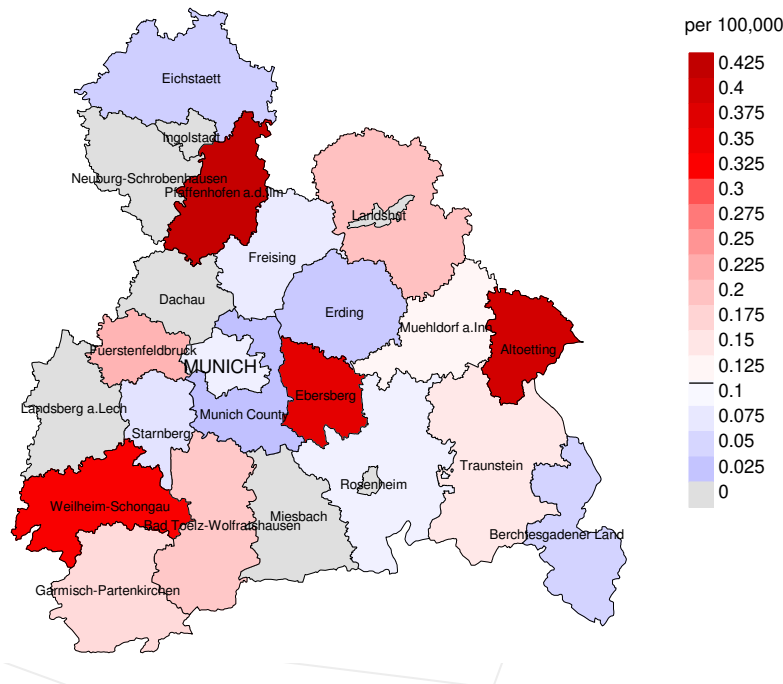 per 100,000
0.425
0.4
0.375
0.35
0.325
0.3
0.275
0.25
0.225
0.2
0.175
0.15
0.125
0.1
0.075
0.05
0.025
0
Eichstaett
Ingolstadt
Neuburg-Schrobenhausen
Pfaffenhofen a.d.Ilm
Landshut
Freising
Dachau
Erding
Muehldorf a.Inn
Fuerstenfeldbruck
Altoetting
MUNICH
Ebersberg
Landsberg a.Lech
Munich County
Starnberg
Traunstein
Rosenheim
Weilheim-Schongau
Miesbach
Bad Toelz-Wolfratshausen
Berchtesgadener Land
Garmisch-Partenkirchen